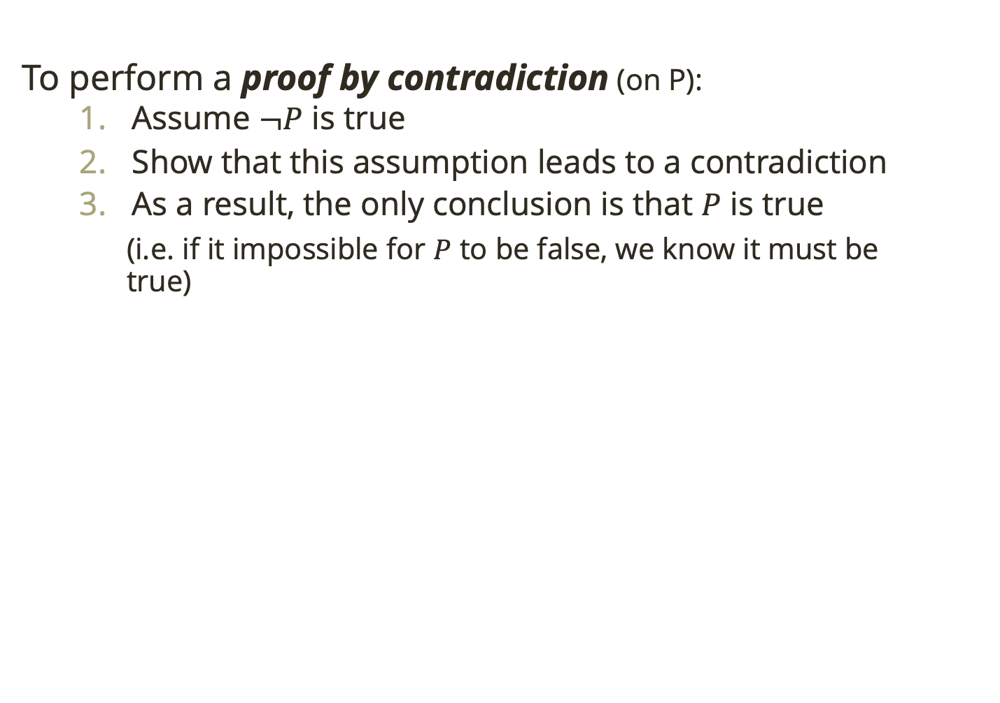 To perform a proof by contradiction (on P):
1. Assume ¬P is true
2. Show that this assumption leads to a contradiction
3. As a result, the only conclusion is that P is true
(i.e. if it impossible for P to be false, we know it must be
true)